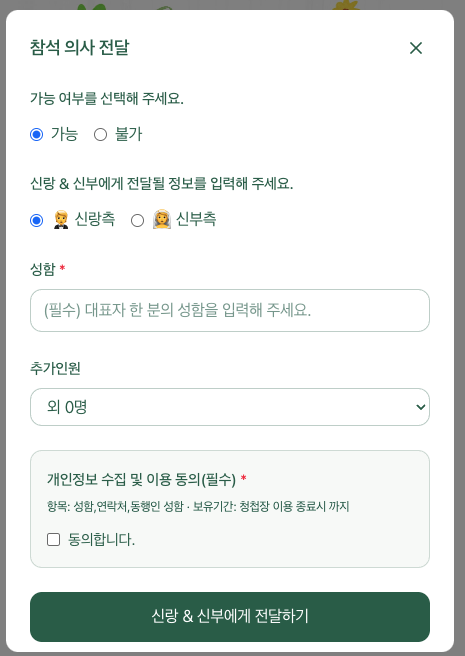 참석 의사 전달
가능 여부를 선택해 주세요.
가능 불가
신랑 & 신부에게 전달될 정보를 입력해 주세요.
🤵 신랑측 👰 신부측
성함 *
(필수) 대표자 한 분의 성함을 입력해 주세요.
추가인원
외 0명
개인정보 수집 및 이용 동의(필수) *
항목: 성함,연락처,동행인 성함 · 보유기간: 청첩장 이용 종료시 까지
동의합니다.
신랑 & 신부에게 전달하기